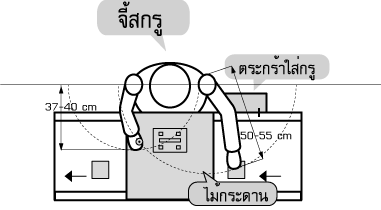 จี้สกรู
ตระกร้าใส่กรู
37-40 cm
50-55 cm
ไม้กระดาน